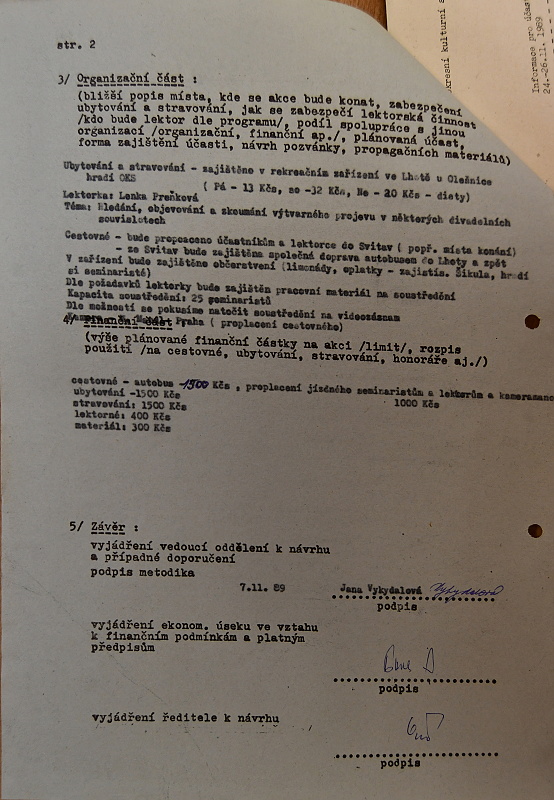 str. 2
3/ Organizační část :
(bližší popis místa, kde se akce bude konat, zabezpečení
ubytování a stravování, jak se zabezpečí lektorská činnost
/kdo bude lektor dle programu/, podíl spolupráce s jinou
organizací /organizační, finanční ap./, plánovaná účast,
forma zajištění účasti, návrh pozvánky, propagačních materiálů)
Ubytování a stravování - zajištěno v rekreačním zařízení ve Lhotě u Olešnice
hradí OKS
( Pá - 13 Kčs, so -32 Kčs, Ne - 20 Kčs - diety)
Lektorka: Lenka Preňková
Téma: Hledání, objevování a zkoumání výtvarného projevu v některých divadelních
souvislotech
Cestovné - bude propcaceno účastníkům a lektorce do Svitav ( popř. místa konání)
- ze Svitav bude zajištěna společná doprava autobusem do Lhoty a zpět
V zařízení bude zajištěno občerstvení (limonády, oplatky - zajistís. Šikula, hradí
si seminaristé)
Dle požádavků lektorky bude zajištěn pracovní materiál na soustředění
Kapacita soustředění: 25 seminaristů
Dle možností se pokusíme natočit soustředění na videozáznam
Praha ( proplacení cestovného)
4/ Finanční část :
(výše plánované finanční částky na akci /limit/, rozpis
použití /na cestovné, ubytování, stravování, honoráře aj./)
cestovné - autobus 1500 Kčs , proplacení jízdného seminaristům a lektorům a kameramanovi
ubytování -1500 Kčs
stravování: 1500 Kčs 1000 Kčs
lektorné: 400 Kčs
materiál: 300 Kčs
5/ Závěr :
vyjádření vedoucí oddělení k návrhu
a případné doporučení
podpis metodika
7.11. 89 Jana Vykydalová Vykydalová
podpis
vyjádření ekonom. úseku ve vztahu
k finančním podmínkám a platným
předpisům
podpis
vyjádření ředitele k návrhu
podpis
kresní kulturní s
Informace pro účas
24.-26.11. 1989